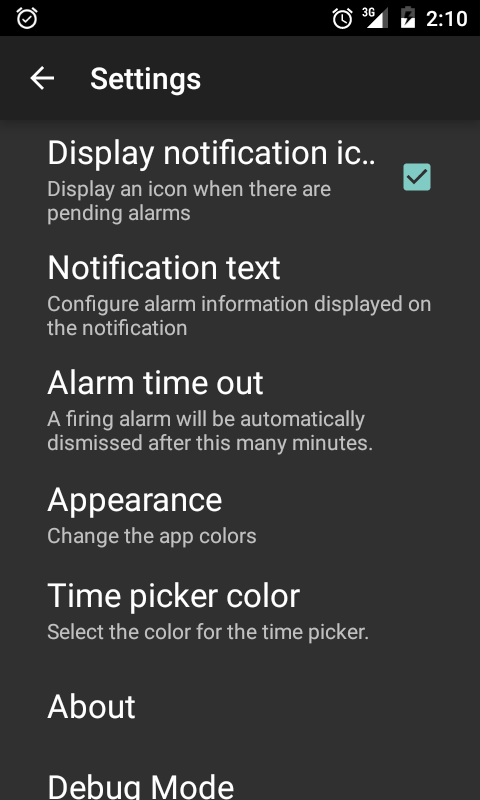 3G 2:10
Settings
Display notification ic…
Display an icon when there are
pending alarms
Notification text
Configure alarm information displayed on
the notification
Alarm time out
A firing alarm will be automatically
dismissed after this many minutes.
Appearance
Change the app colors
Time picker color
Select the color for the time picker.
About
Debug Mode